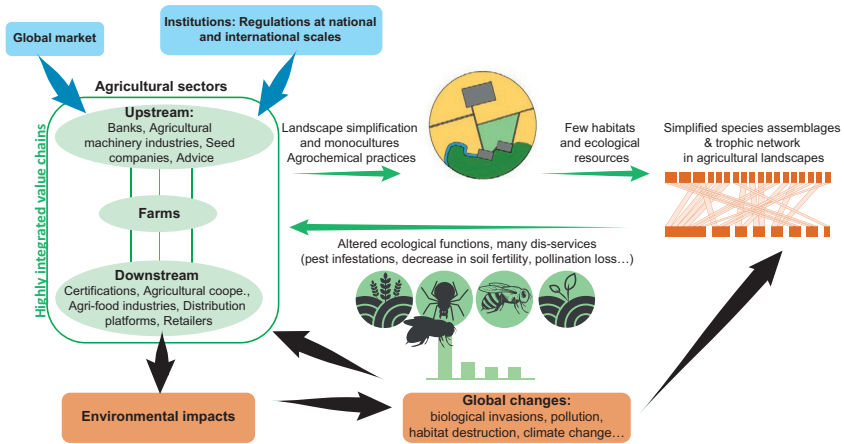 Global market
Institutions: Regulations at national
and international scales
Agricultural sectors
Highly integrated value chains
Upstream:
Banks, Agricultural
machinery industries, Seed
companies, Advice
Farms
Downstream
Certifications, Agricultural coope.,
Agri-food industries, Distribution
platforms, Retailers
Landscape simplification
and monocultures
Agrochemical practices
Few habitats
and ecological
resources
Simplified species assemblages
& trophic network
in agricultural landscapes
Altered ecological functions, many dis-services
(pest infestations, decrease in soil fertility, pollination loss…)
Environmental impacts
Global changes:
biological invasions, pollution,
habitat destruction, climate change…